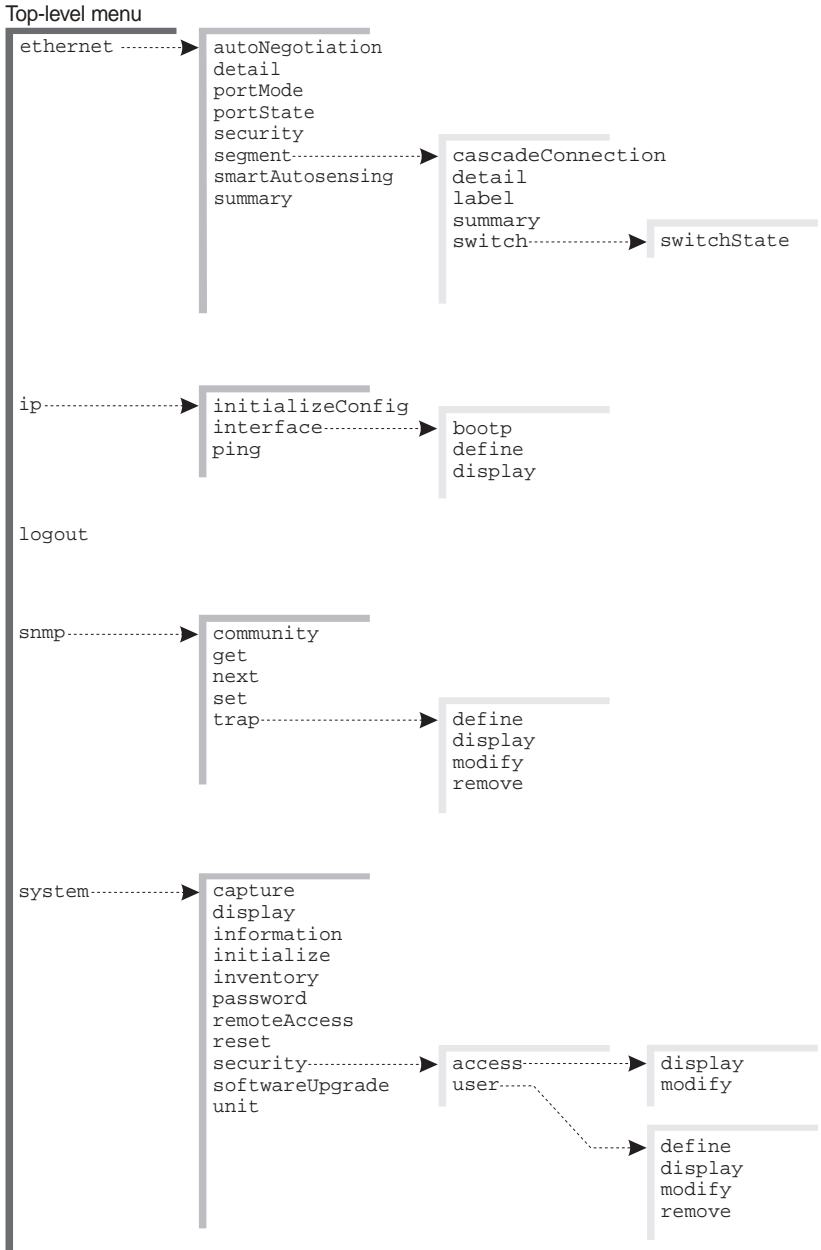 Top-level menu
ethernet
autoNegotiation
detail
portMode
portState
security
segment
smartAutosensing
summary
cascadeConnection
detail
label
summary
switch
switchState
ip
initializeConfig
interface
ping
bootp
define
display
logout
snmp
community
get
next
set
trap
define
display
modify
remove
system
capture
display
information
initialize
inventory
password
remoteAccess
reset
security
softwareUpgrade
unit
access
user
display
modify
define
display
modify
remove